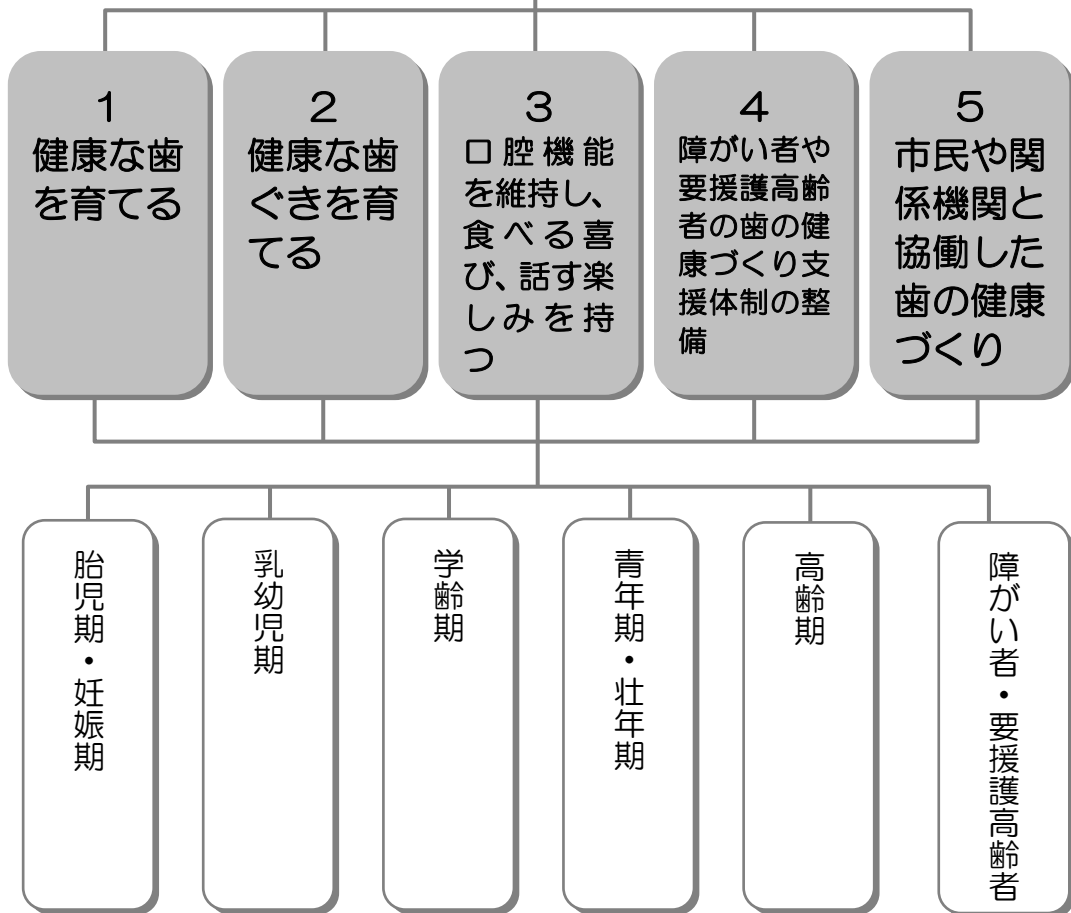 1
健康な歯
を育てる
2
健康な歯
ぐきを育
てる
3
口腔機能
を維持し、
食べる喜
び、話す楽
しみを持
つ
4
障がい者や
要援護高齢
者の歯の健
康づくり支
援体制の整
備
5
市民や関
係機関と
協働した
歯の健康
づくり
胎児期・妊娠期
乳幼児期
学齢期
青年期・壮年期
高齢期
障がい者・要援護高齢者